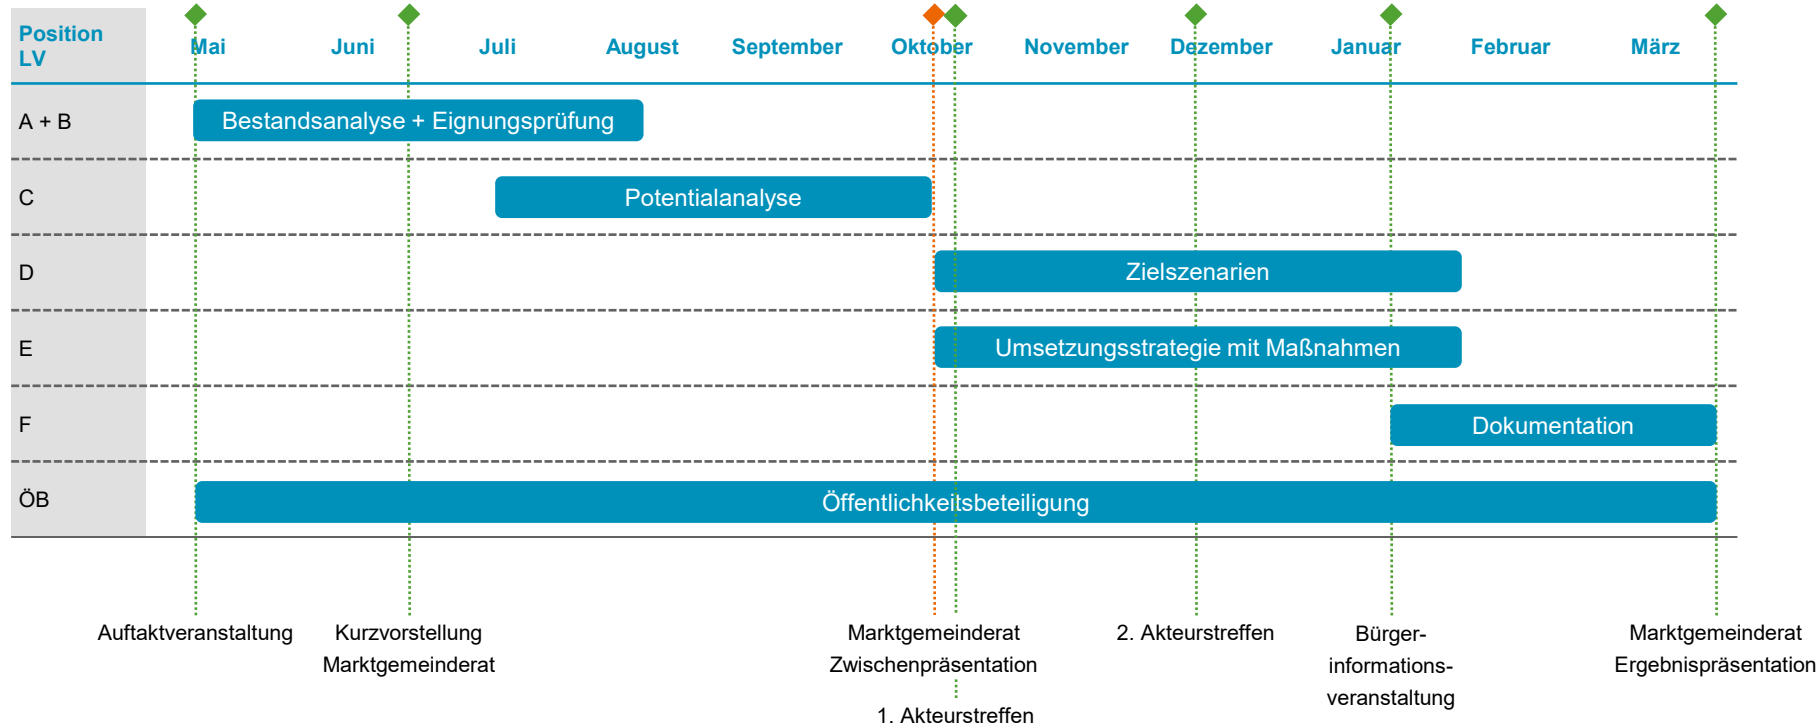 Position
LV
Mai Juni Juli August September Oktober November Dezember Januar Februar März
A + B
Bestandsanalyse + Eignungsprüfung
C
Potentialanalyse
D
Zielszenarien
E
Umsetzungsstrategie mit Maßnahmen
F
Dokumentation
ÖB
Öffentlichkeitsbeteiligung
Auftaktveranstaltung
Kurzvorstellung
Marktgemeinderat
Marktgemeinderat
Zwischenpräsentation
1. Akteurstreffen
2. Akteurstreffen
Bürger-
informations-
veranstaltung
Marktgemeinderat
Ergebnispräsentation